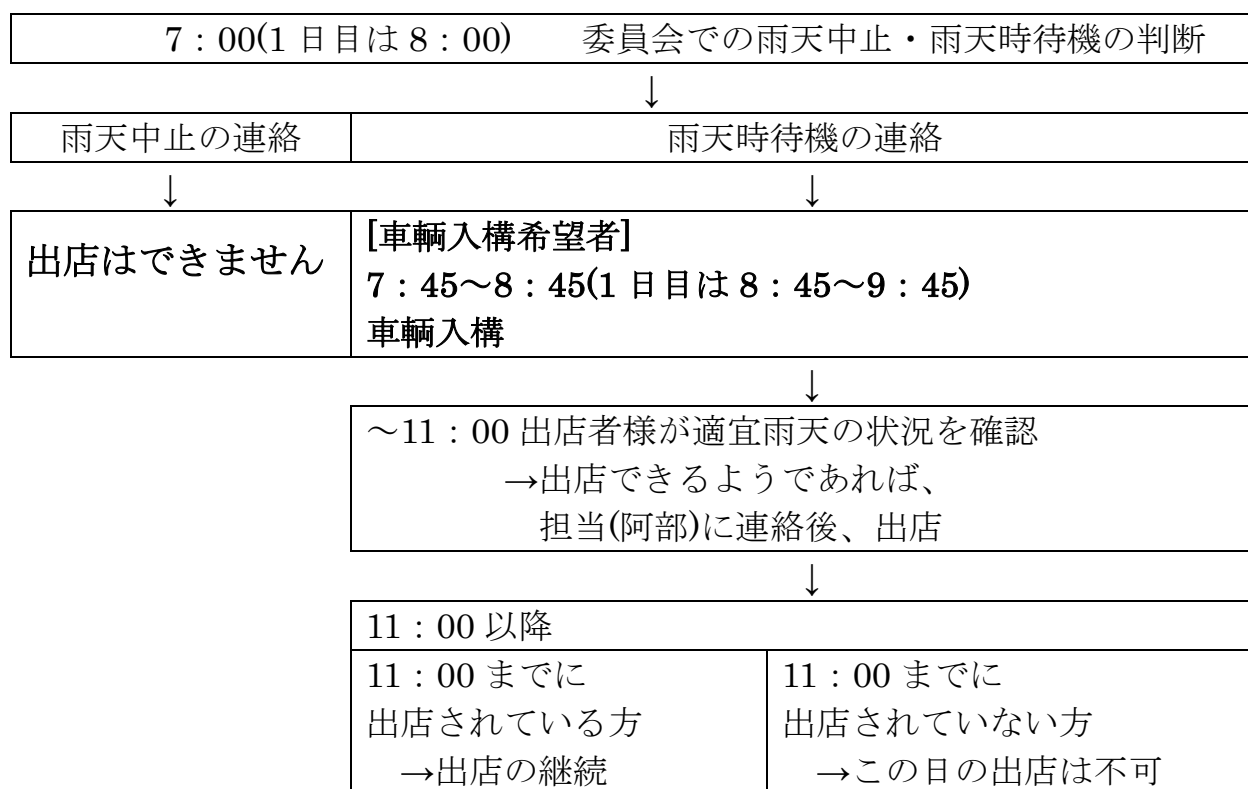 7：00(1日目は8：00)　　委員会での雨天中止・雨天時待機の判断
↓
雨天中止の連絡
雨天時待機の連絡
↓
↓
出店はできません
[車輌入構希望者]
7：45～8：45(1日目は8：45～9：45)
車輌入構
↓
～11：00 出店者様が適宜雨天の状況を確認
→出店できるようであれば、
担当(阿部)に連絡後、出店
↓
11：00 以降
11：00 までに
出店されている方
→出店の継続
11：00 までに
出店されていない方
→この日の出店は不可